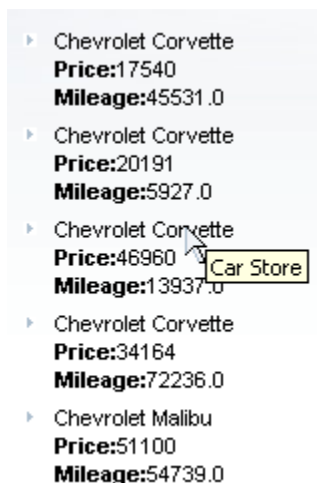 Chevrolet Corvette
Price:17540
Mileage:45531.0
Chevrolet Corvette
Price:20191
Mileage:5927.0
Chevrolet Corvette
Price:46960
Car Store
Mileage:13937.0
Chevrolet Corvette
Price:34164
Mileage:72236.0
Chevrolet Malibu
Price:51100
Mileage:54739.0